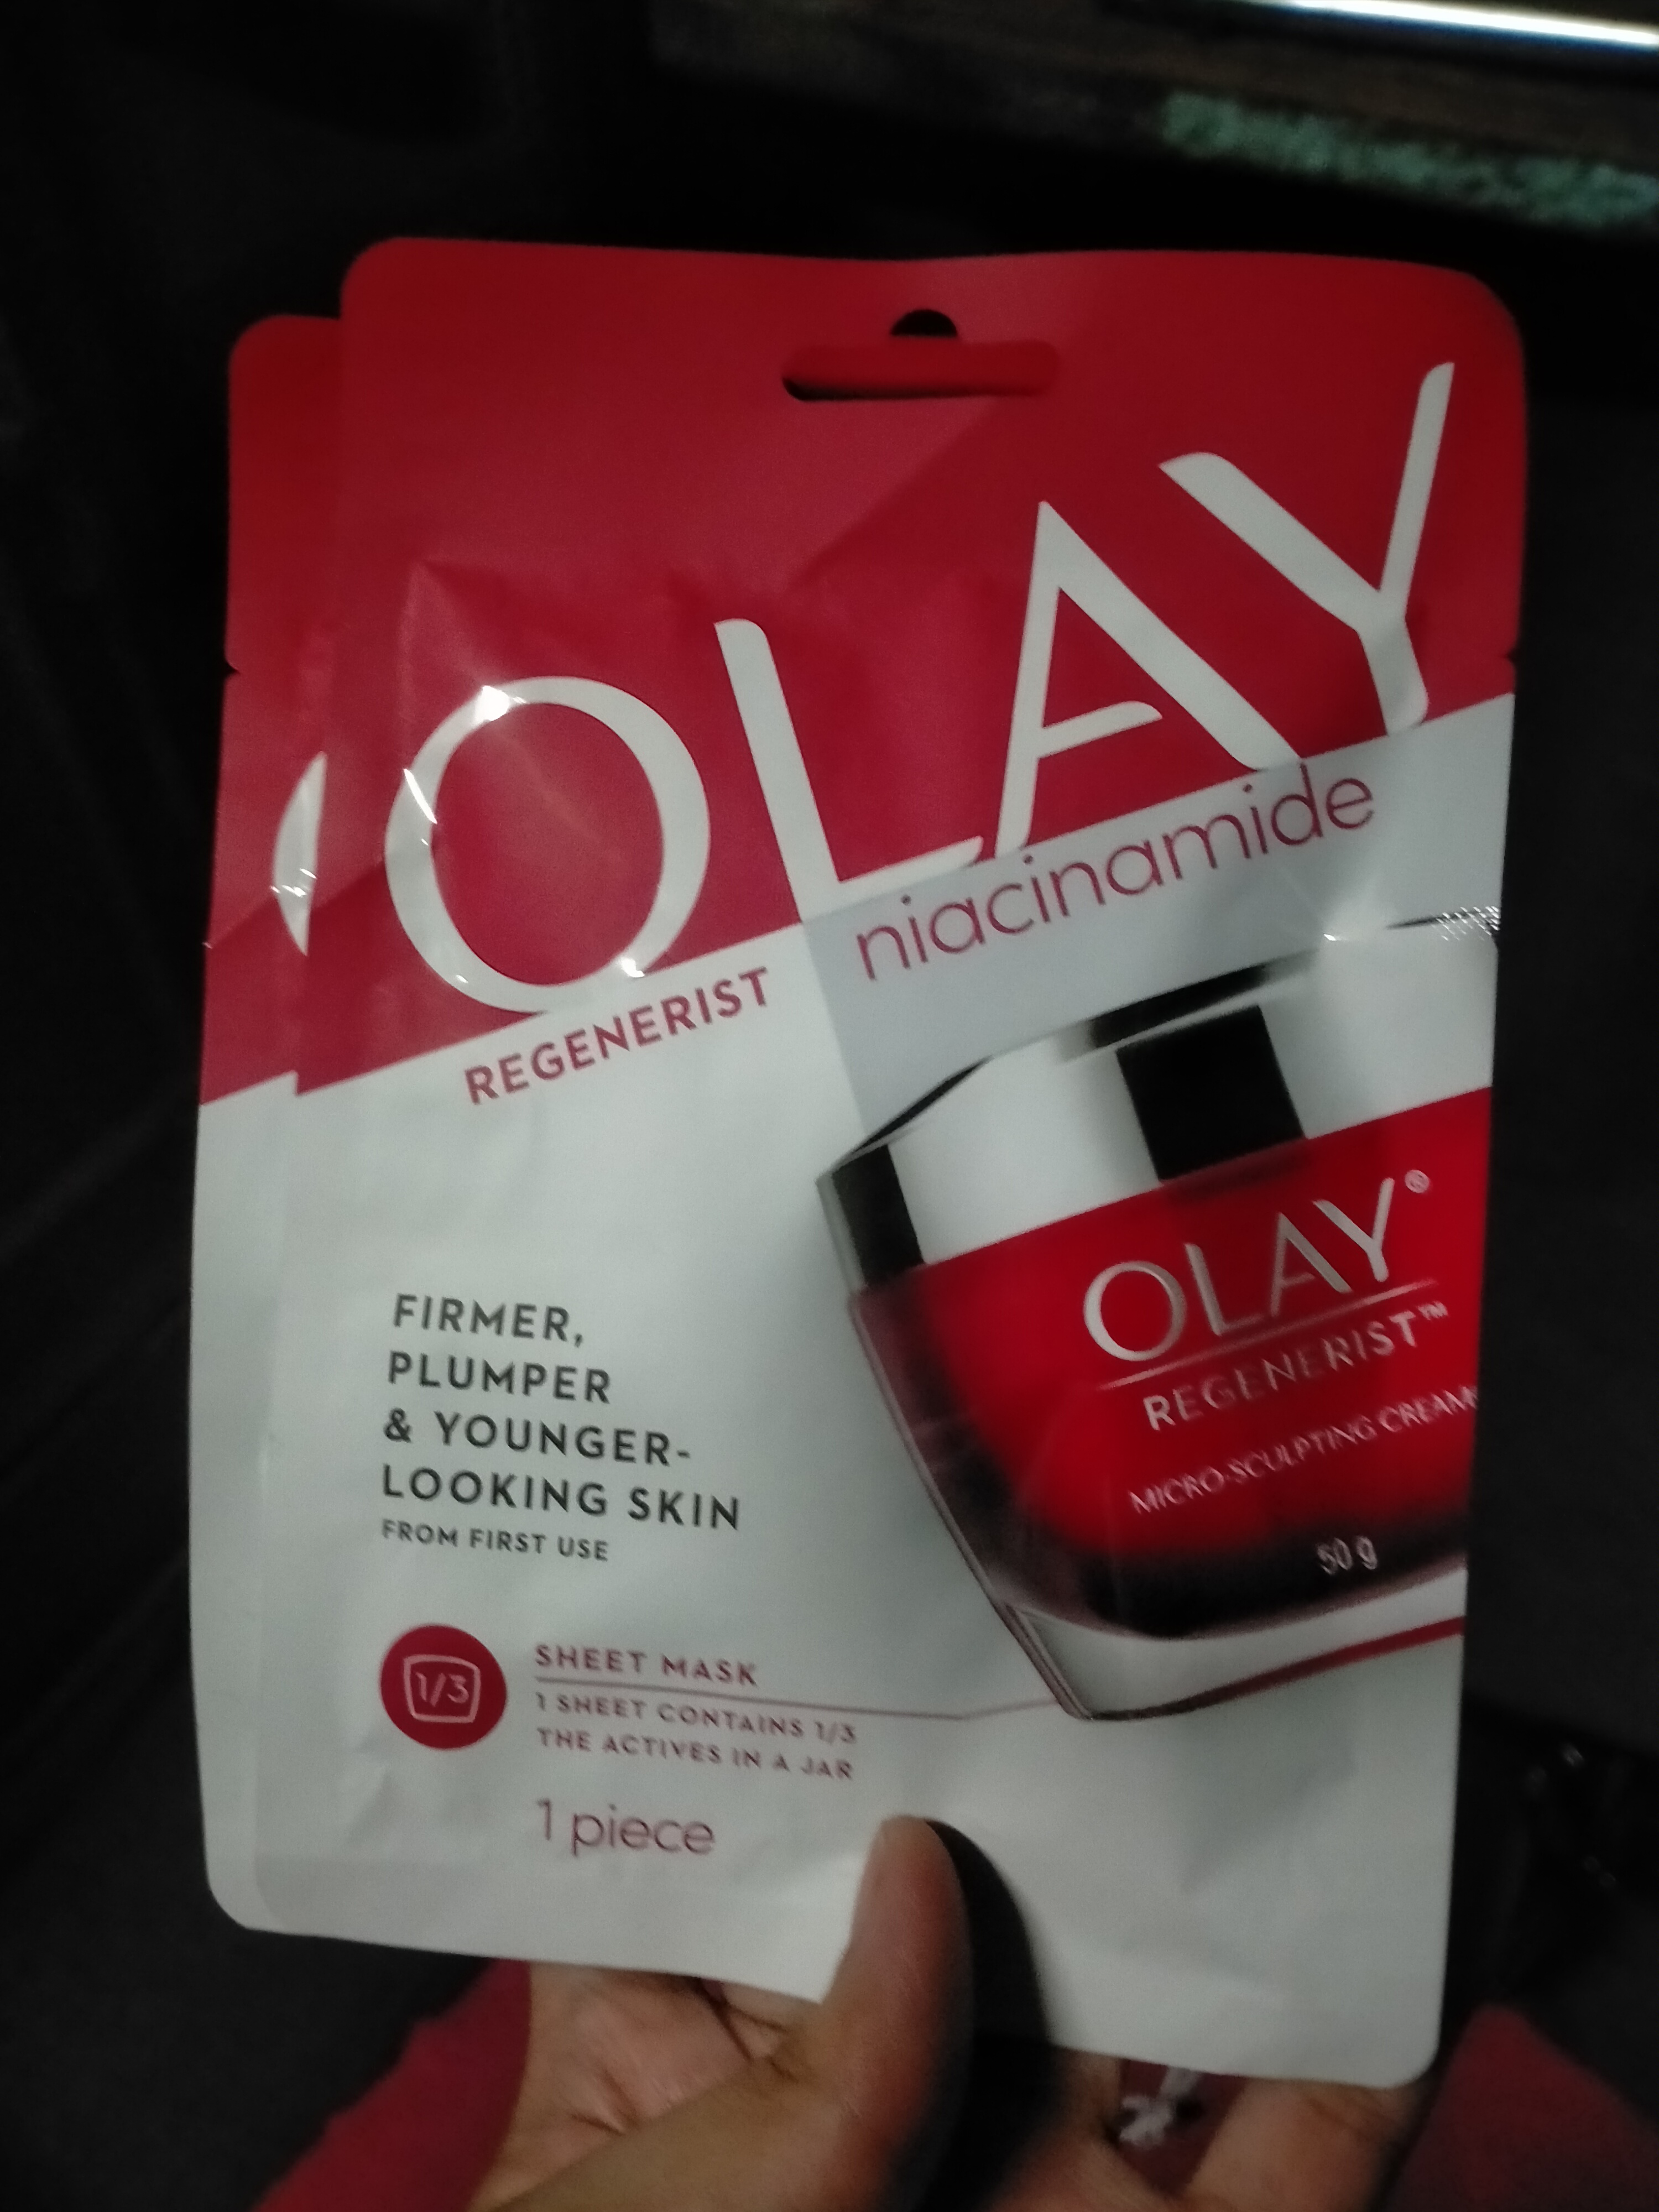 OLAY
niacinamide
REGENERIST
OLAY®
REGENERIST™
MICRO-SCULPTING CREAM
50 g
FIRMER,
PLUMPER
& YOUNGER-
LOOKING SKIN
FROM FIRST USE
1/3
SHEET MASK
1 SHEET CONTAINS 1/3
THE ACTIVES IN A JAR
1 piece